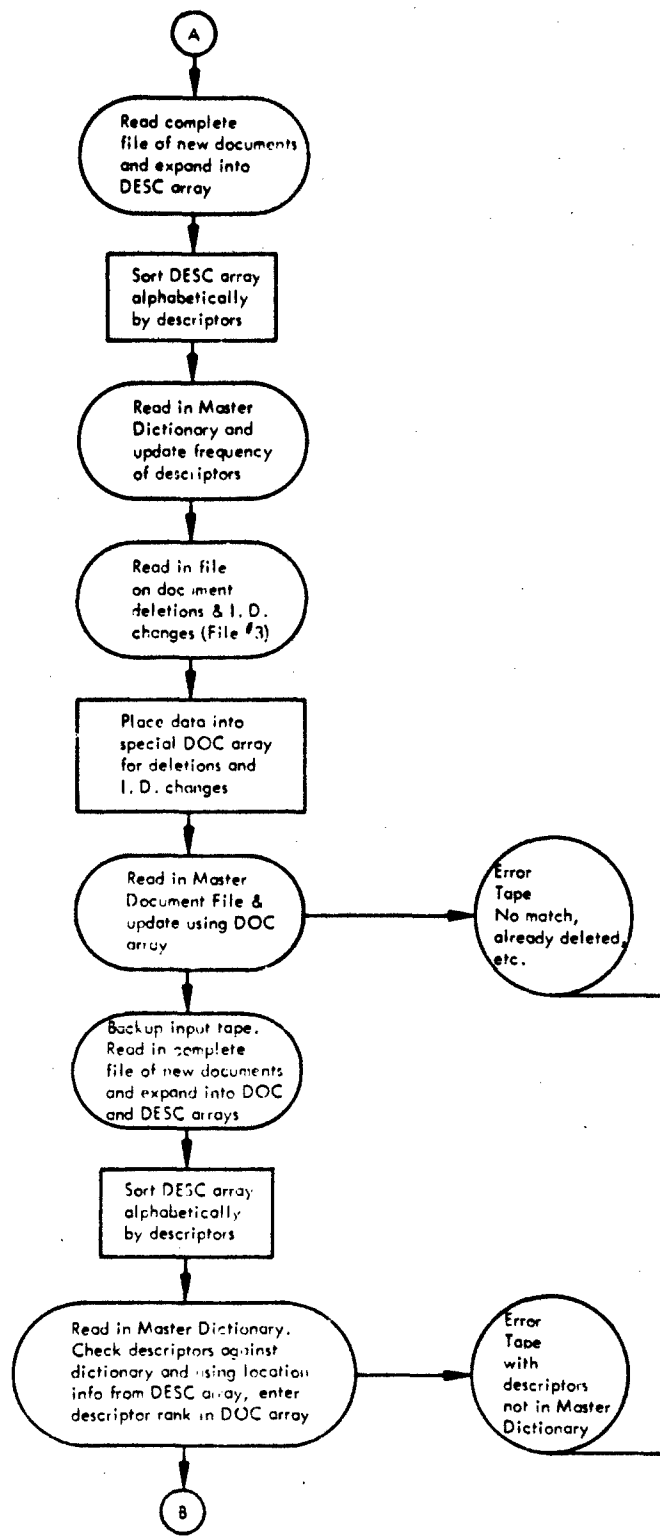 A
Read complete
file of new documents
and expand into
DESC array
Sort DESC array
alphabetically
by descriptors
Read in Master
Dictionary and
update frequency
of descriptors
Read in file
on document
deletions & I. D.
changes (File #3)
Place data into
special DOC array
for deletions and
I. D. changes
Read in Master
Document File &
update using DOC
array
Error
Tape
No match,
already deleted,
etc.
Backup input tape.
Read in complete
file of new documents
and expand into DOC
and DESC arrays
Sort DESC array
alphabetically
by descriptors
Read in Master Dictionary.
Check descriptors against
dictionary and using location
info from DESC array, enter
descriptor rank in DOC array
Error
Tape
with
descriptors
not in Master
Dictionary
B